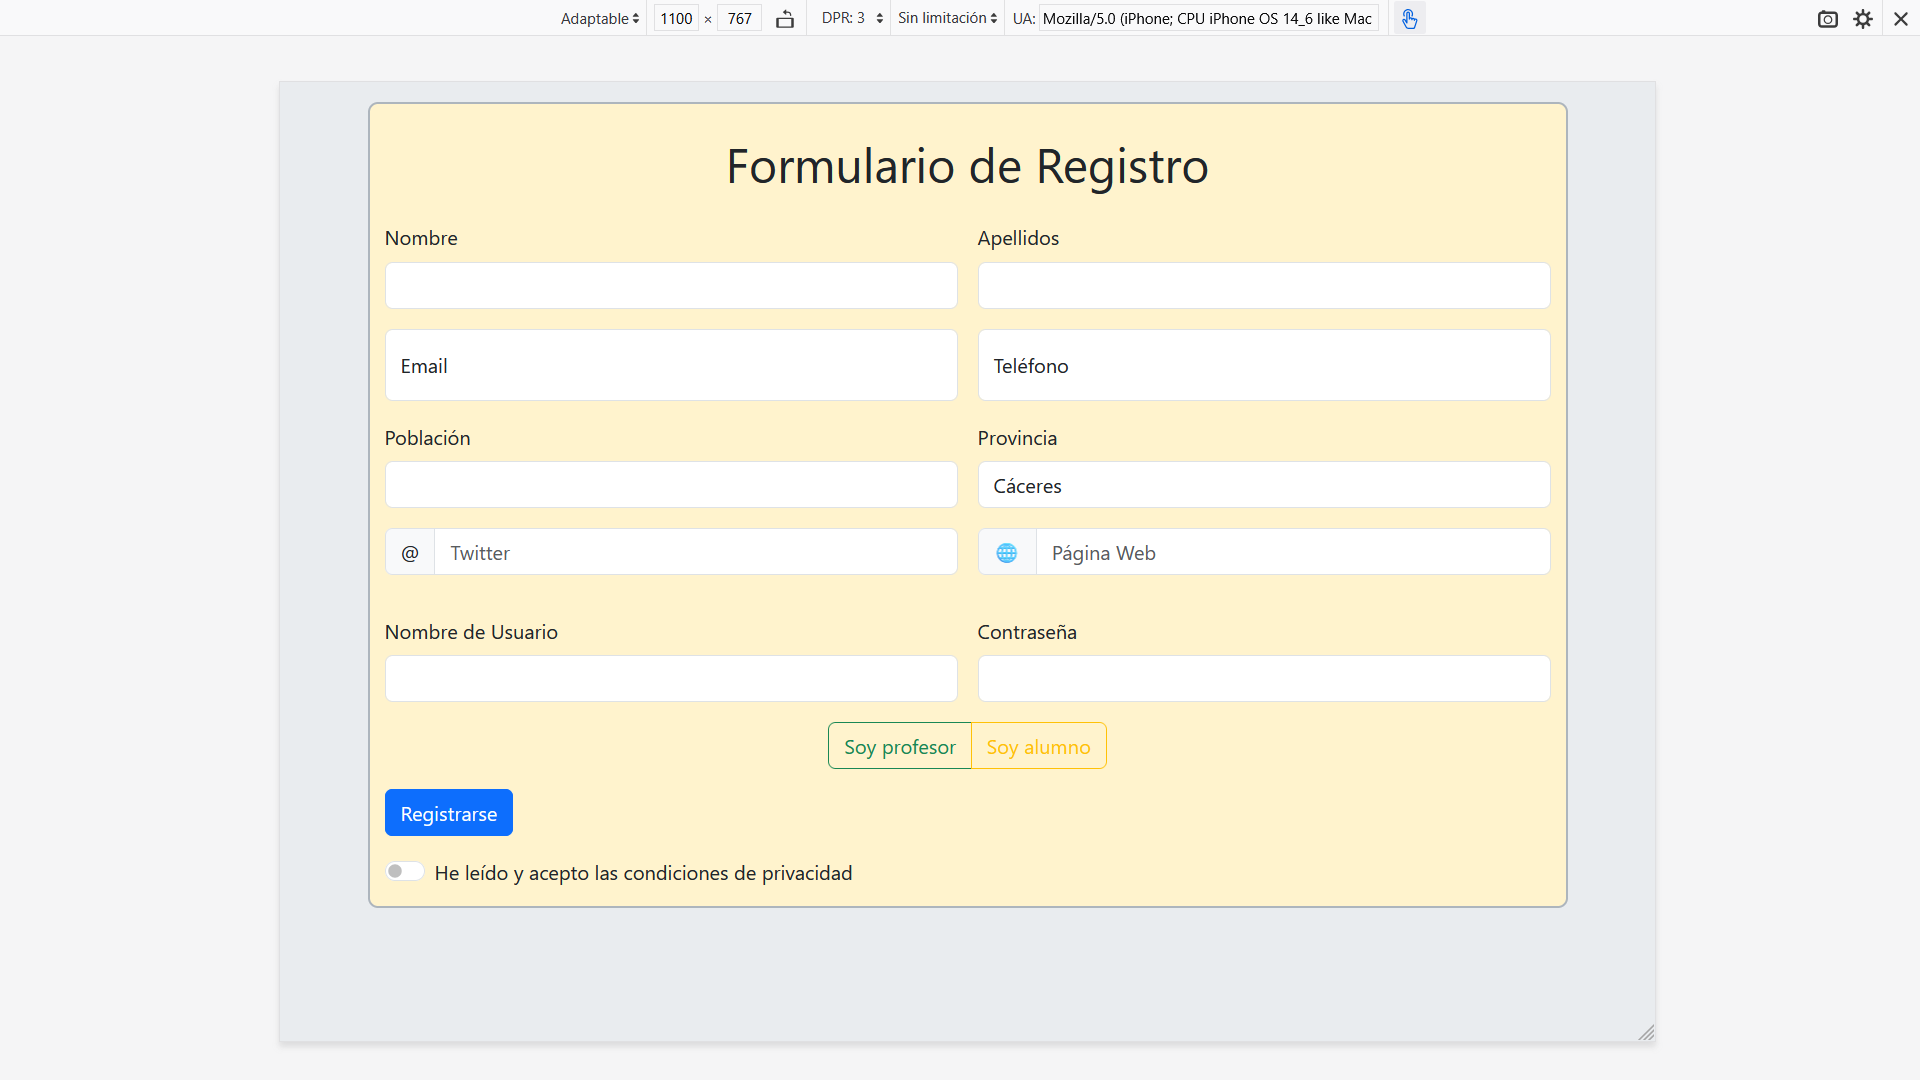 Adaptable 1100 × 767 DPR: 3 Sin limitación UA: Mozilla/5.0 (iPhone; CPU iPhone OS 14_6 like Mac
Formulario de Registro
Nombre Apellidos
Email Teléfono
Población Provincia
Cáceres
@ Twitter Página Web
Nombre de Usuario Contraseña
Soy profesor Soy alumno
Registrarse
He leído y acepto las condiciones de privacidad